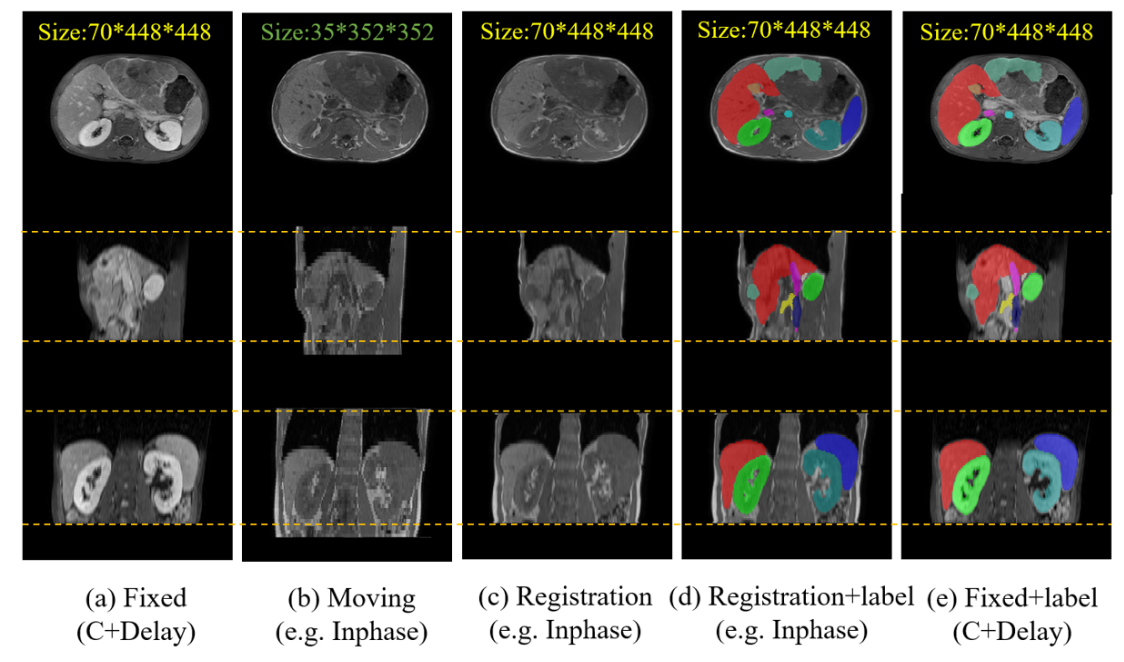 Size:70*448*448
Size:35*352*352
Size:70*448*448
Size:70*448*448
Size:70*448*448
(a) Fixed
(C+Delay)
(b) Moving
(e.g. Inphase)
(c) Registration
(e.g. Inphase)
(d) Registration+label
(e.g. Inphase)
(e) Fixed+label
(C+Delay)